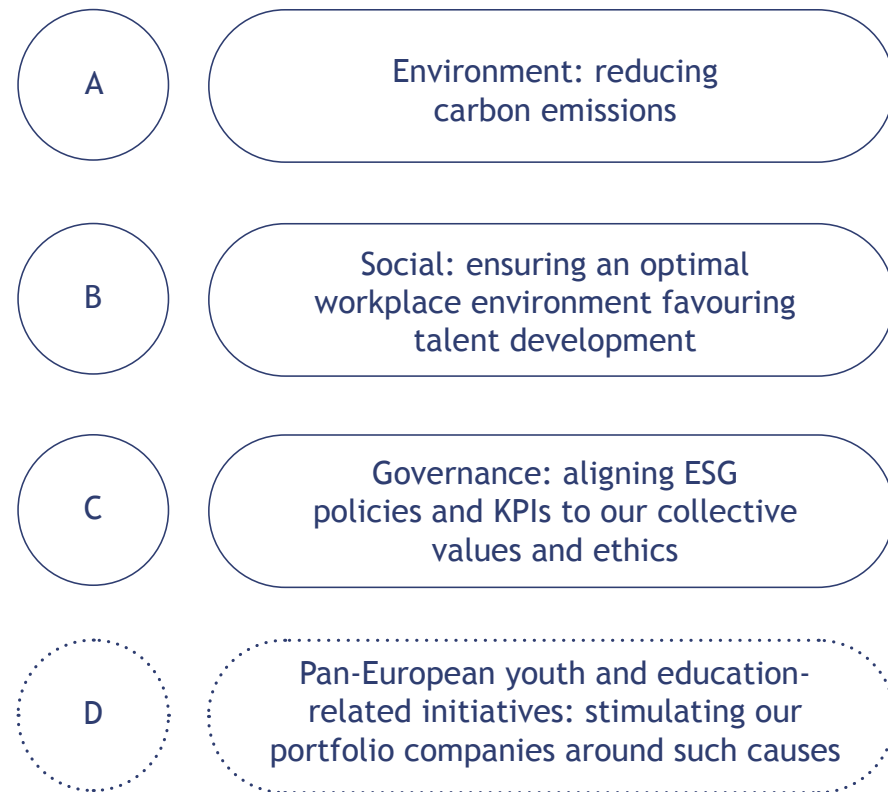 A
Environment: reducing
carbon emissions
B
Social: ensuring an optimal
workplace environment favouring
talent development
C
Governance: aligning ESG
policies and KPIs to our collective
values and ethics
D
Pan-European youth and education-
related initiatives: stimulating our
portfolio companies around such causes